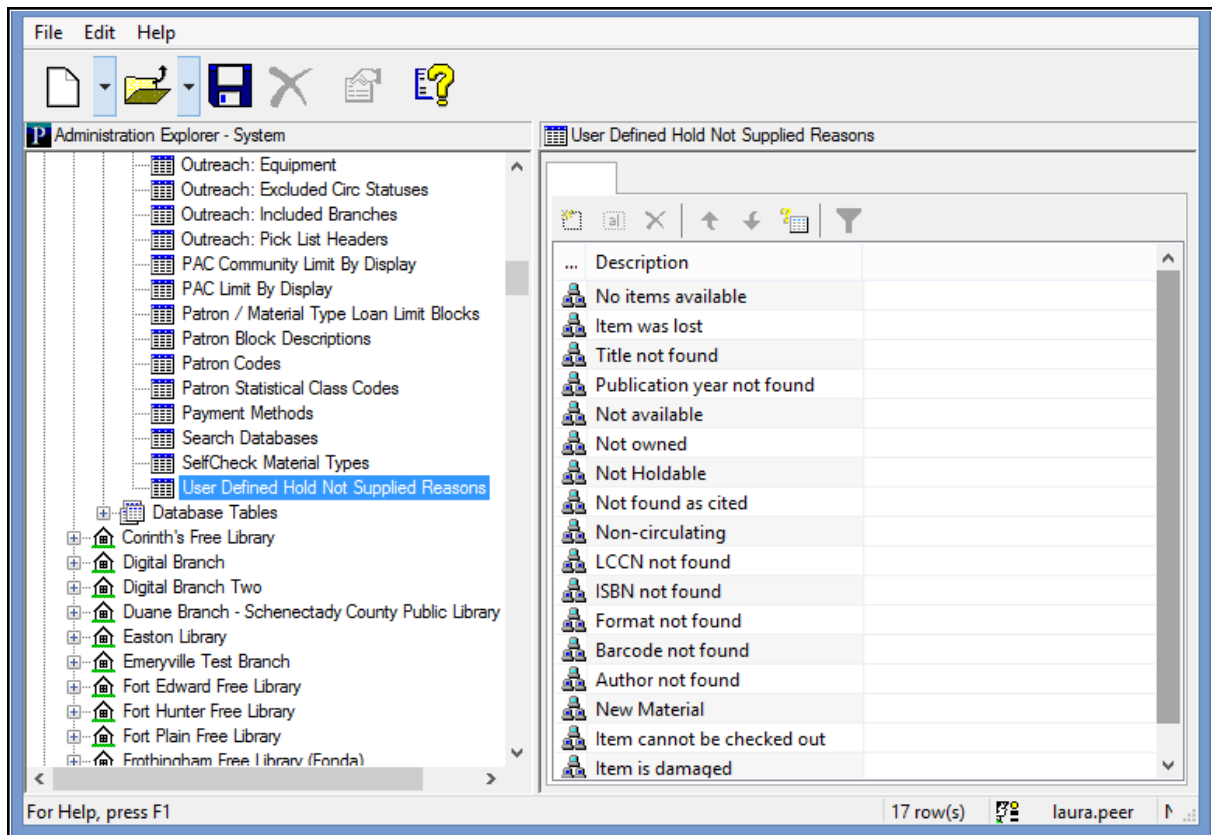 File Edit Help
Administration Explorer - System
Outreach: Equipment
Outreach: Excluded Circ Statuses
Outreach: Included Branches
Outreach: Pick List Headers
PAC Community Limit By Display
PAC Limit By Display
Patron / Material Type Loan Limit Blocks
Patron Block Descriptions
Patron Codes
Patron Statistical Class Codes
Payment Methods
Search Databases
SelfCheck Material Types
User Defined Hold Not Supplied Reasons
Database Tables
Corinth's Free Library
Digital Branch
Digital Branch Two
Duane Branch - Schenectady County Public Library
Easton Library
Emeryville Test Branch
Fort Edward Free Library
Fort Hunter Free Library
Fort Plain Free Library
Frothingham Free Library (Fonda)
User Defined Hold Not Supplied Reasons
... Description
No items available
Item was lost
Title not found
Publication year not found
Not available
Not owned
Not Holdable
Not found as cited
Non-circulating
LCCN not found
ISBN not found
Format not found
Barcode not found
Author not found
New Material
Item cannot be checked out
Item is damaged
For Help, press F1 17 row(s) laura.peer